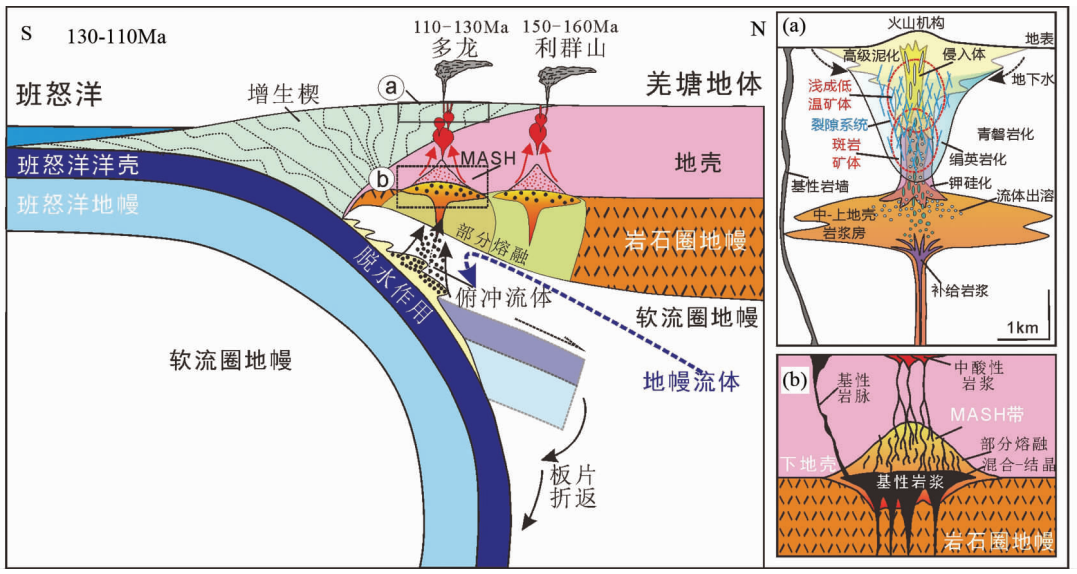 S
130-110Ma
N
110-130Ma
多龙
150-160Ma
利群山
班怒洋
增生楔
a
羌塘地体
MASH
地壳
b
班怒洋洋壳
班怒洋地幔
部分熔融
岩石圈地幔
脱水作用
俯冲流体
软流圈地幔
软流圈地幔
地幔流体
板片
折返
(a)
火山机构
地表
高级泥化
侵入体
地下水
浅成低
温矿体
裂隙系统
青磐岩化
斑岩
矿体
绢英岩化
基性岩墙
钾硅化
流体出溶
中-上地壳
岩浆房
补给岩浆
1km
(b)
基性
岩脉
中酸性
岩浆
MASH带
部分熔融
混合-结晶
下地壳
基性岩浆
岩石圈地幔